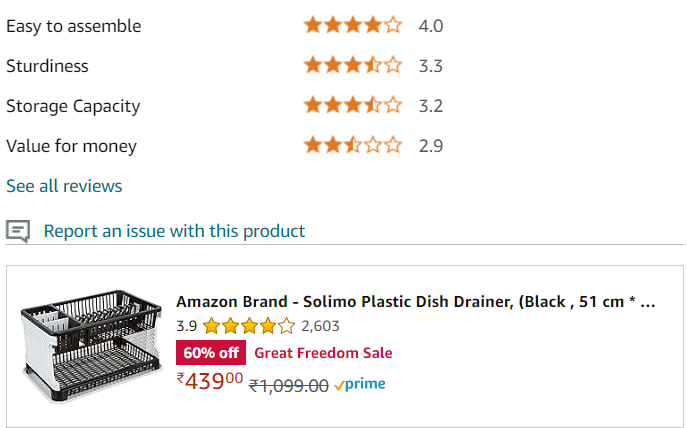 Easy to assemble 4.0
Sturdiness 3.3
Storage Capacity 3.2
Value for money 2.9
See all reviews
Report an issue with this product
Amazon Brand - Solimo Plastic Dish Drainer, (Black , 51 cm * ...
3.9 2,603
60% off Great Freedom Sale
₹43900 ₹1,099.00 prime